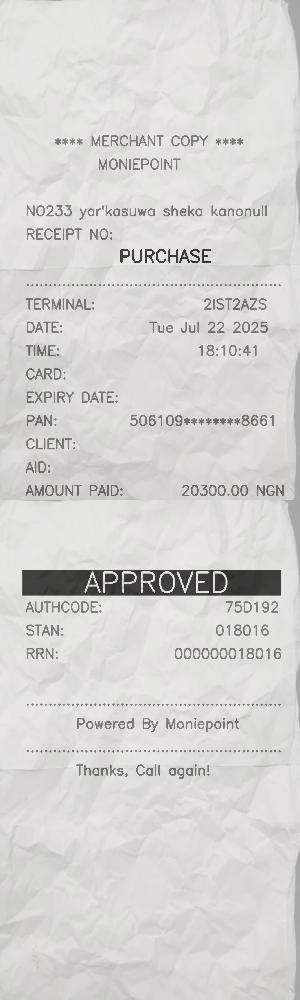 **** MERCHANT COPY ****
MONIEPOINT
NO233 yar'kasuwa sheka kanonull
RECEIPT NO:
PURCHASE
TERMINAL: 2IST2AZS
DATE: Tue Jul 22 2025
TIME: 18:10:41
CARD:
EXPIRY DATE:
PAN: 506109********8661
CLIENT:
AID:
AMOUNT PAID: 20300.00 NGN
APPROVED
AUTHCODE: 75D192
STAN: 018016
RRN: 000000018016
Powered By Moniepoint
Thanks, Call again!